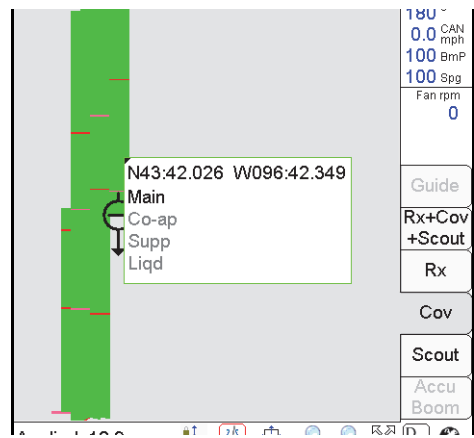 180 °
0.0 CAN mph
100 BmP
100 Spg
Fan rpm
0
N43:42.026 W096:42.349
Main
Co-ap
Supp
Liqd
Guide
Rx+Cov
+Scout
Rx
Cov
Scout
Accu
Boom